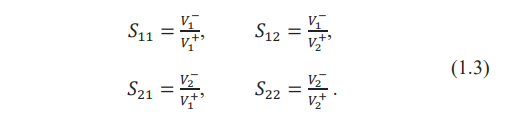 S₁₁ = V₁⁻/V₁⁺, S₁₂ = V₁⁻/V₂⁺,
(1.3)
S₂₁ = V₂⁻/V₁⁺, S₂₂ = V₂⁻/V₂⁺ .